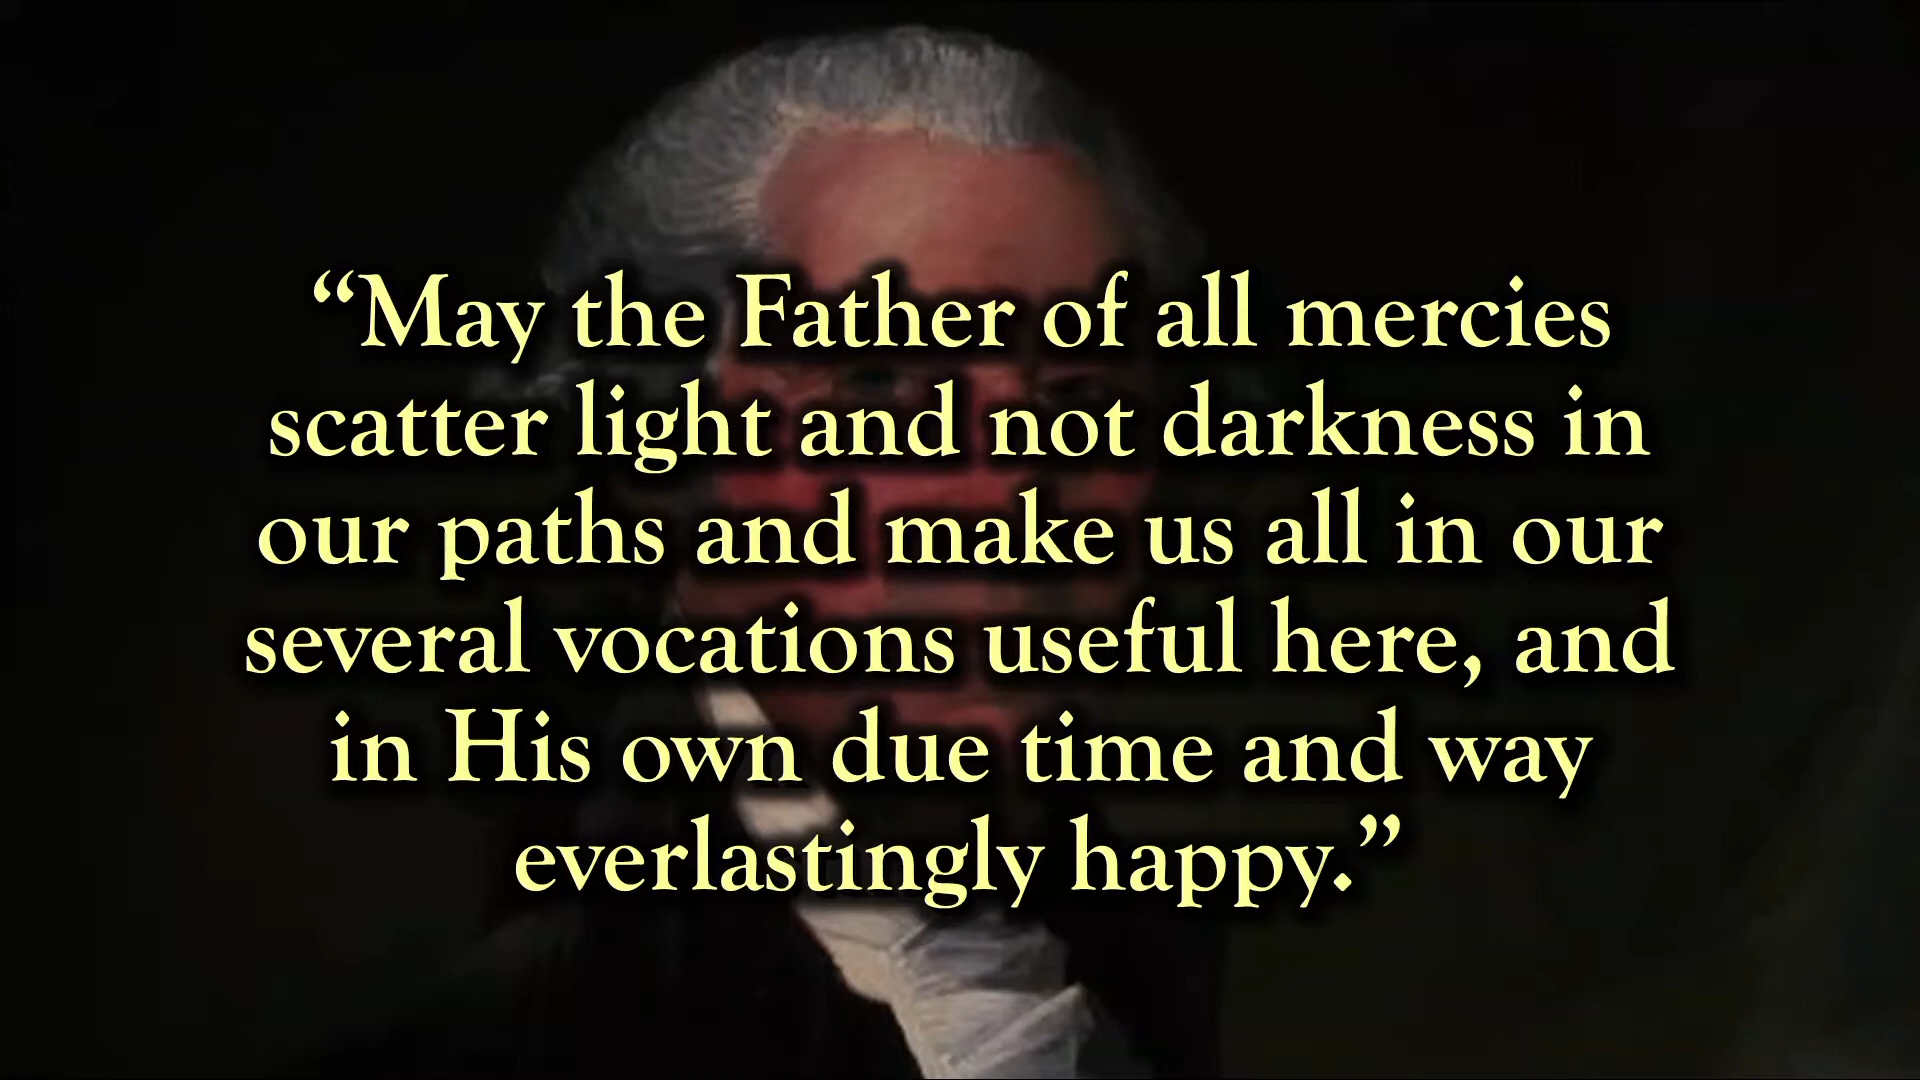 “May the Father of all mercies
scatter light and not darkness in
our paths and make us all in our
several vocations useful here, and
in His own due time and way
everlastingly happy.”